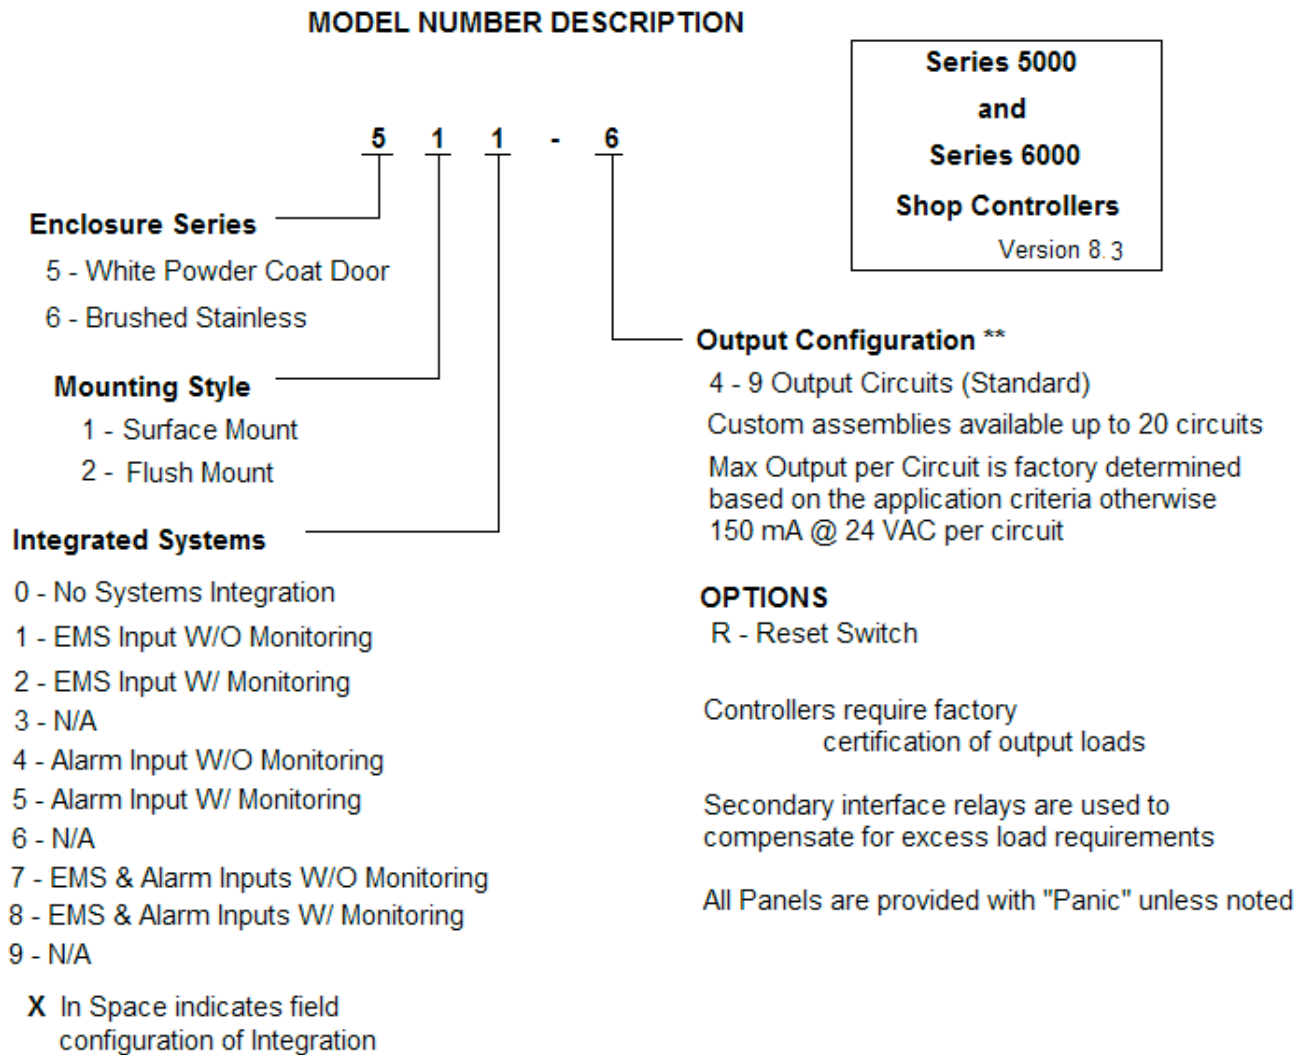 MODEL NUMBER DESCRIPTION
Series 5000
and
Series 6000
Shop Controllers
Version 8.3
5 1 1 - 6
Enclosure Series
5 - White Powder Coat Door
6 - Brushed Stainless
Mounting Style
1 - Surface Mount
2 - Flush Mount
Integrated Systems
0 - No Systems Integration
1 - EMS Input W/O Monitoring
2 - EMS Input W/ Monitoring
3 - N/A
4 - Alarm Input W/O Monitoring
5 - Alarm Input W/ Monitoring
6 - N/A
7 - EMS & Alarm Inputs W/O Monitoring
8 - EMS & Alarm Inputs W/ Monitoring
9 - N/A
X In Space indicates field
configuration of Integration
Output Configuration **
4 - 9 Output Circuits (Standard)
Custom assemblies available up to 20 circuits
Max Output per Circuit is factory determined
based on the application criteria otherwise
150 mA @ 24 VAC per circuit
OPTIONS
R - Reset Switch
Controllers require factory
certification of output loads
Secondary interface relays are used to
compensate for excess load requirements
All Panels are provided with "Panic" unless noted